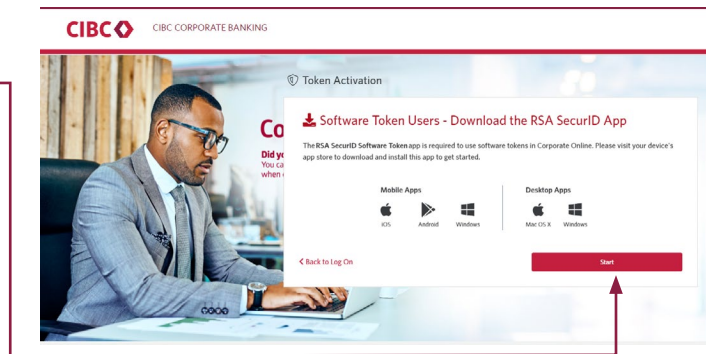 CIBC
CIBC CORPORATE BANKING
Token Activation
Co
Did yo
You ca
when
Software Token Users - Download the RSA SecurID App
The RSA SecurID Software Token app is required to use software tokens in Corporate Online. Please visit your device's
app store to download and install this app to get started.
Mobile Apps
Desktop Apps
iOS
Android
Windows
Mac OS X
Windows
Back to Log On
Start